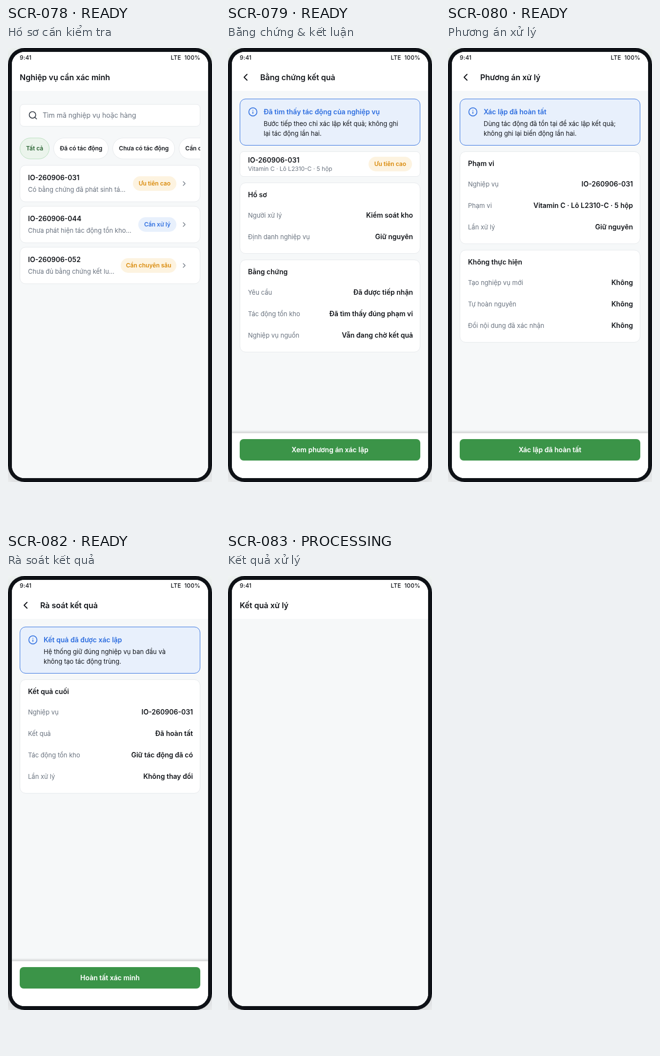 SCR-078 · READY
Hồ sơ cần kiểm tra
9:41
LTE 100%
Nghiệp vụ cần xác minh
Tìm mã nghiệp vụ hoặc hàng
Tất cả
Đã có tác động
Chưa có tác động
Cần c
IO-260906-031
Có bằng chứng đã phát sinh tá...
Ưu tiên cao
IO-260906-044
Chưa phát hiện tác động tồn kho...
Cần xử lý
IO-260906-052
Chưa đủ bằng chứng kết lu...
Cần chuyên sâu
SCR-079 · READY
Bằng chứng & kết luận
9:41
LTE 100%
Bằng chứng kết quả
Đã tìm thấy tác động của nghiệp vụ
Bước tiếp theo chỉ xác lập kết quả; không ghi
lại tác động lần hai.
IO-260906-031
Vitamin C · Lô L2310-C · 5 hộp
Ưu tiên cao
Hồ sơ
Người xử lý
Kiểm soát kho
Định danh nghiệp vụ
Giữ nguyên
Bằng chứng
Yêu cầu
Đã được tiếp nhận
Tác động tồn kho
Đã tìm thấy đúng phạm vi
Nghiệp vụ nguồn
Vẫn đang chờ kết quả
Xem phương án xác lập
SCR-080 · READY
Phương án xử lý
9:41
LTE 100%
Phương án xử lý
Xác lập đã hoàn tất
Dùng tác động đã tồn tại để xác lập kết quả;
không ghi lại biến động lần hai.
Phạm vi
Nghiệp vụ
IO-260906-031
Phạm vi
Vitamin C · Lô L2310-C · 5 hộp
Lần xử lý
Giữ nguyên
Không thực hiện
Tạo nghiệp vụ mới
Không
Tự hoàn nguyên
Không
Đổi nội dung đã xác nhận
Không
Xác lập đã hoàn tất
SCR-082 · READY
Rà soát kết quả
9:41
LTE 100%
Rà soát kết quả
Kết quả đã được xác lập
Hệ thống giữ đúng nghiệp vụ ban đầu và
không tạo tác động trùng.
Kết quả cuối
Nghiệp vụ
IO-260906-031
Kết quả
Đã hoàn tất
Tác động tồn kho
Giữ tác động đã có
Lần xử lý
Không thay đổi
Hoàn tất xác minh
SCR-083 · PROCESSING
Kết quả xử lý
9:41
LTE 100%
Kết quả xử lý